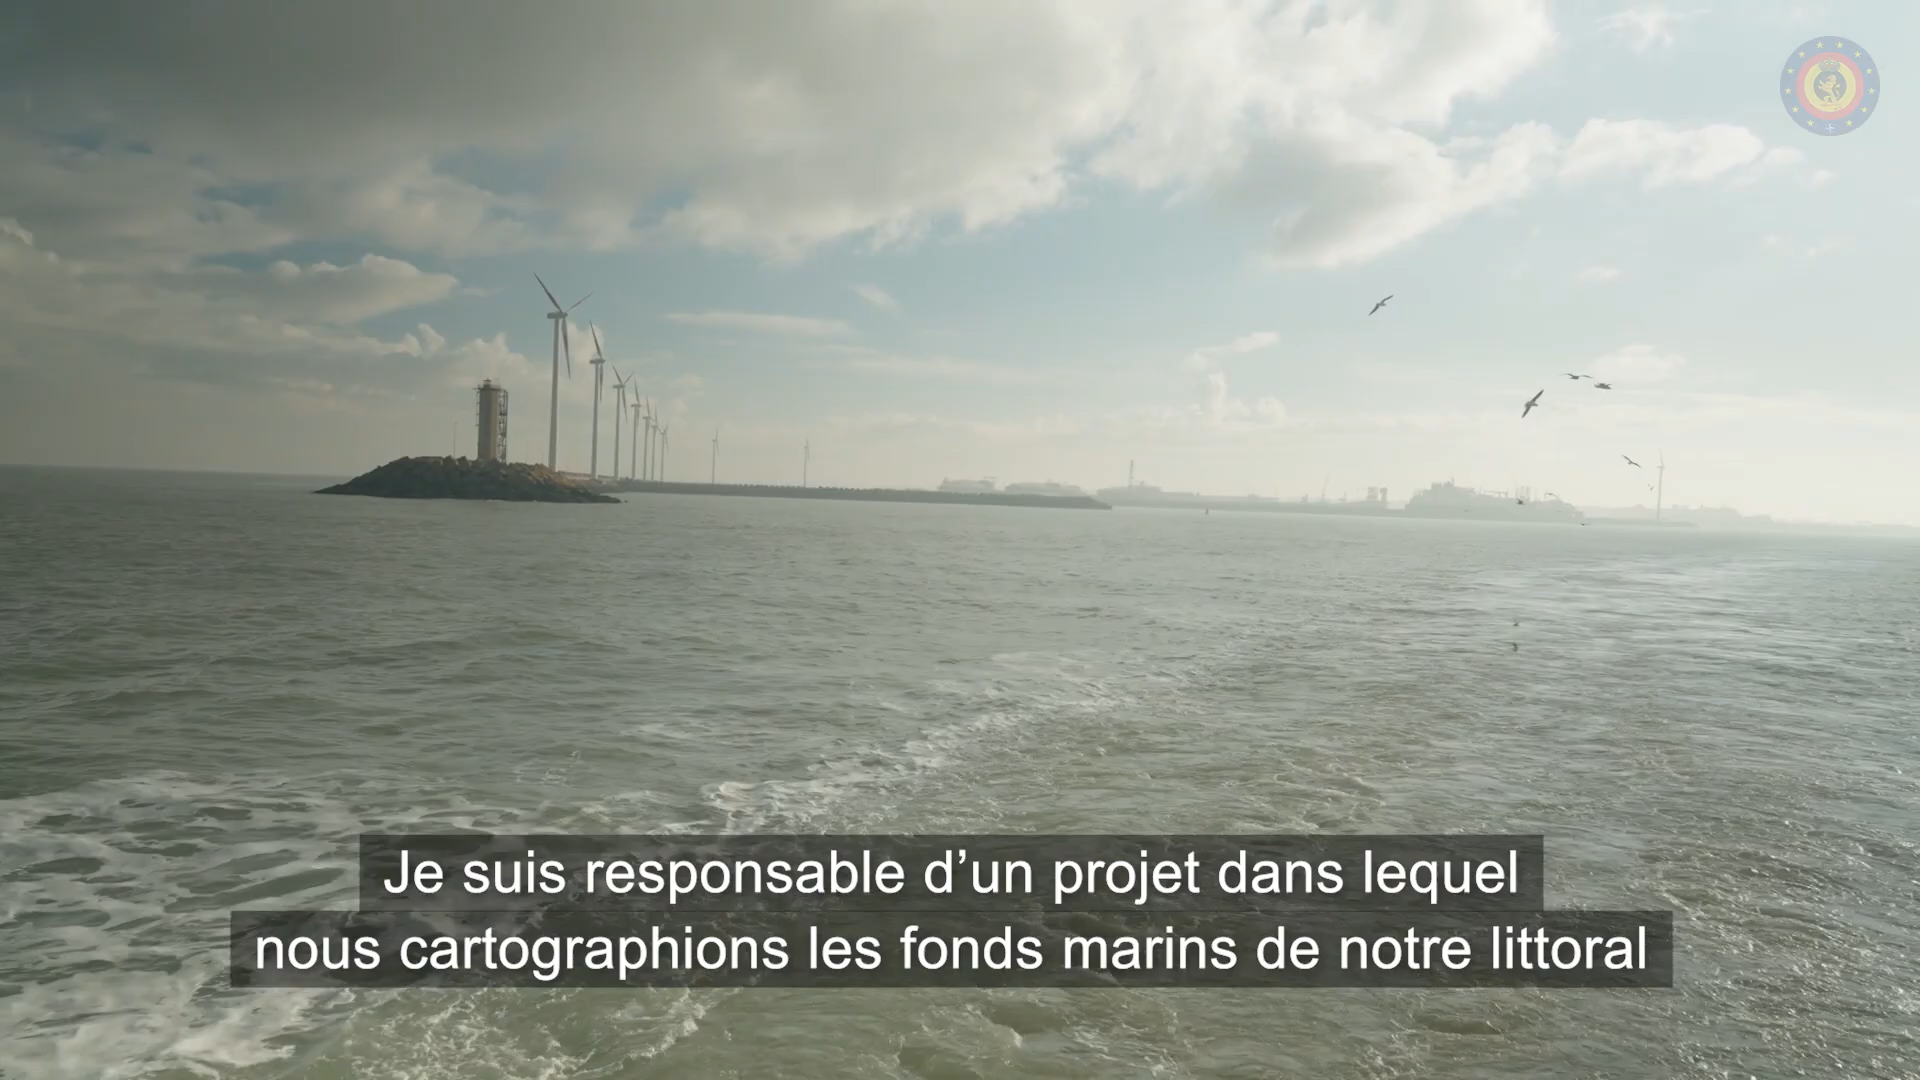 Je suis responsable d’un projet dans lequel
nous cartographions les fonds marins de notre littoral